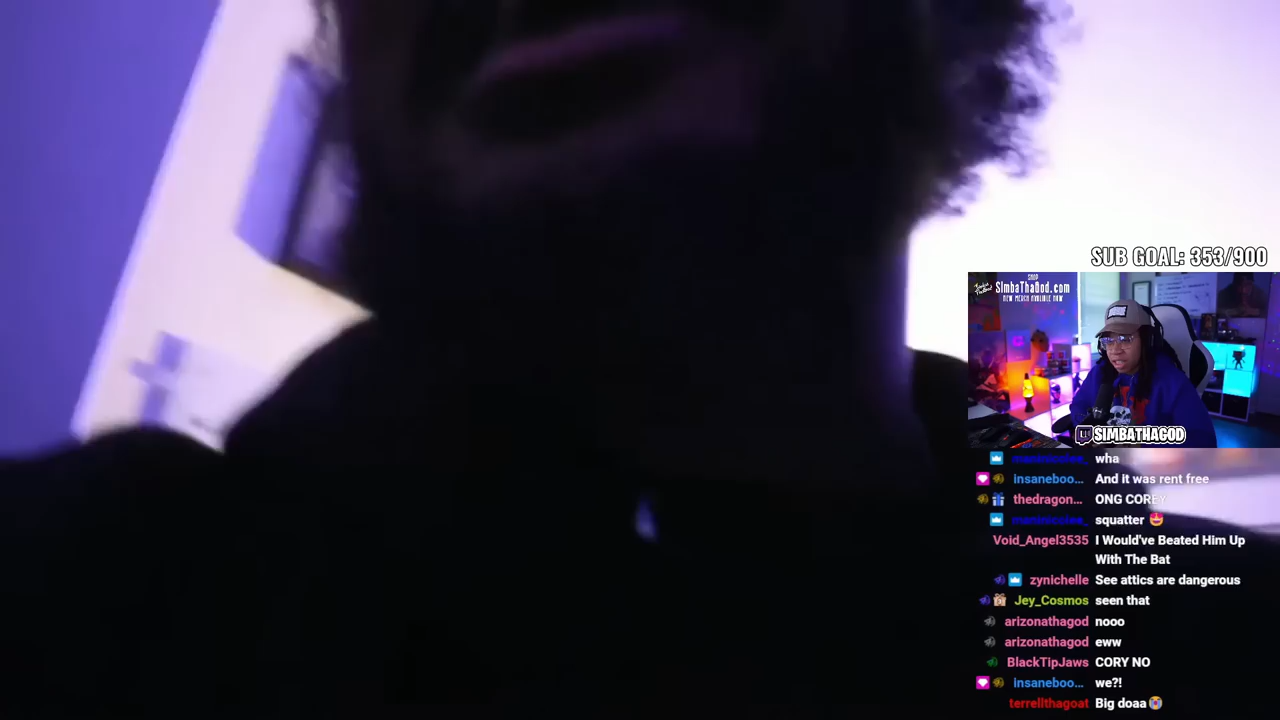 SUB GOAL: 353/900
SHOP
SimbaThaGod.com
NEW MERCH AVAILABLE NOW
SIMBATHAGOD
wha
insaneboo... And it was rent free
thedragon... ONG COREY
squatter
Void_Angel3535 I Would've Beated Him Up
With The Bat
zynichelle See attics are dangerous
Jey_Cosmos seen that
arizonathagod nooo
arizonathagod eww
BlackTipJaws CORY NO
insaneboo... we?!
terrellthagoat Big doaa